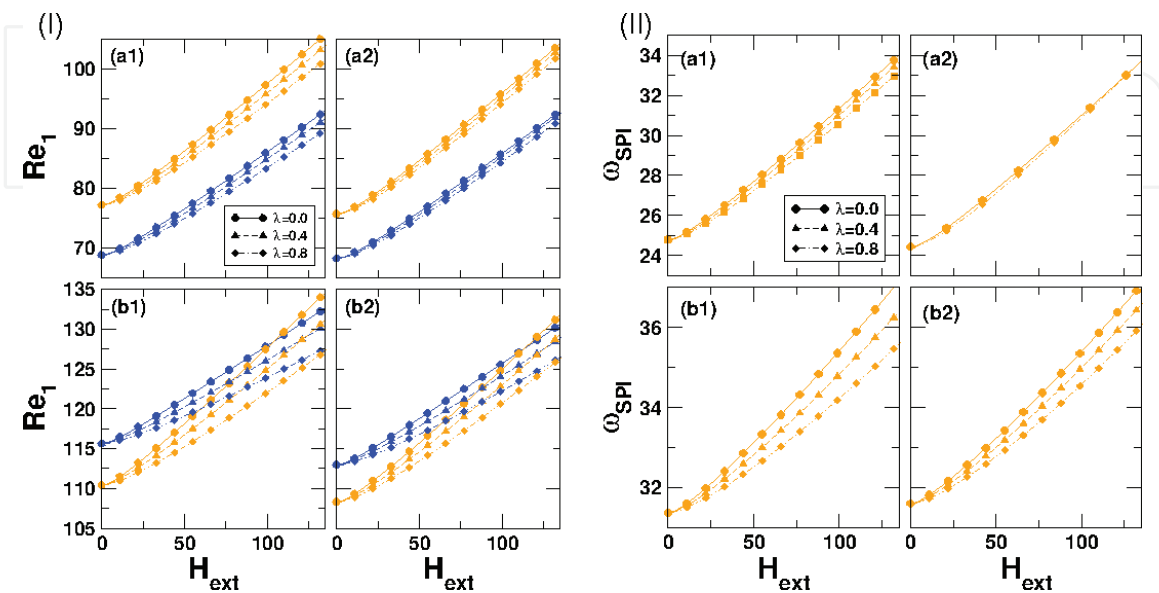 (I)
(a1)
(a2)
100
90
80
70
Re1
λ=0.0
λ=0.4
λ=0.8
(b1)
(b2)
135
130
125
120
115
110
105
Re1
0 50 100 0 50 100
Hext Hext
(II)
(a1)
(a2)
34
32
30
28
26
24
ωSPI
λ=0.0
λ=0.4
λ=0.8
(b1)
(b2)
36
34
32
ωSPI
0 50 100 0 50 100
Hext Hext